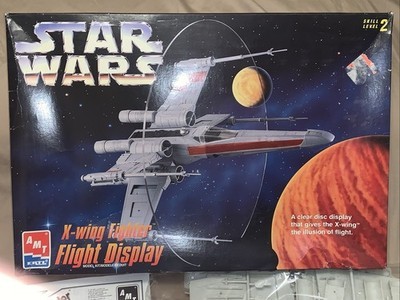 STAR
WARS
SKILL
LEVEL 2
A clear disc display
that gives the X-wing™
the illusion of flight.
X-wing Fighter
Flight Display
AMT
ERTL
AMT